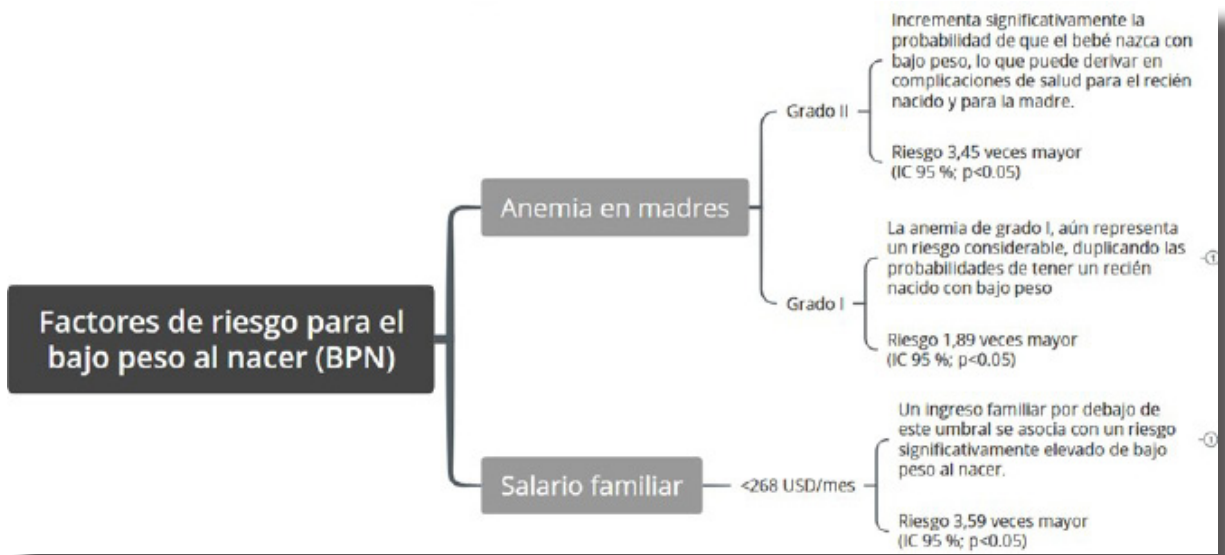 Factores de riesgo para el
bajo peso al nacer (BPN)
Anemia en madres
Grado II
Incrementa significativamente la
probabilidad de que el bebé nazca con
bajo peso, lo que puede derivar en
complicaciones de salud para el recién
nacido y para la madre.
Riesgo 3,45 veces mayor
(IC 95 %; p<0.05)
Grado I
La anemia de grado I, aún representa
un riesgo considerable, duplicando las
probabilidades de tener un recién
nacido con bajo peso
1
Riesgo 1,89 veces mayor
(IC 95 %; p<0.05)
Salario familiar
<268 USD/mes
Un ingreso familiar por debajo de
este umbral se asocia con un riesgo
significativamente elevado de bajo
peso al nacer.
1
Riesgo 3,59 veces mayor
(IC 95 %; p<0.05)